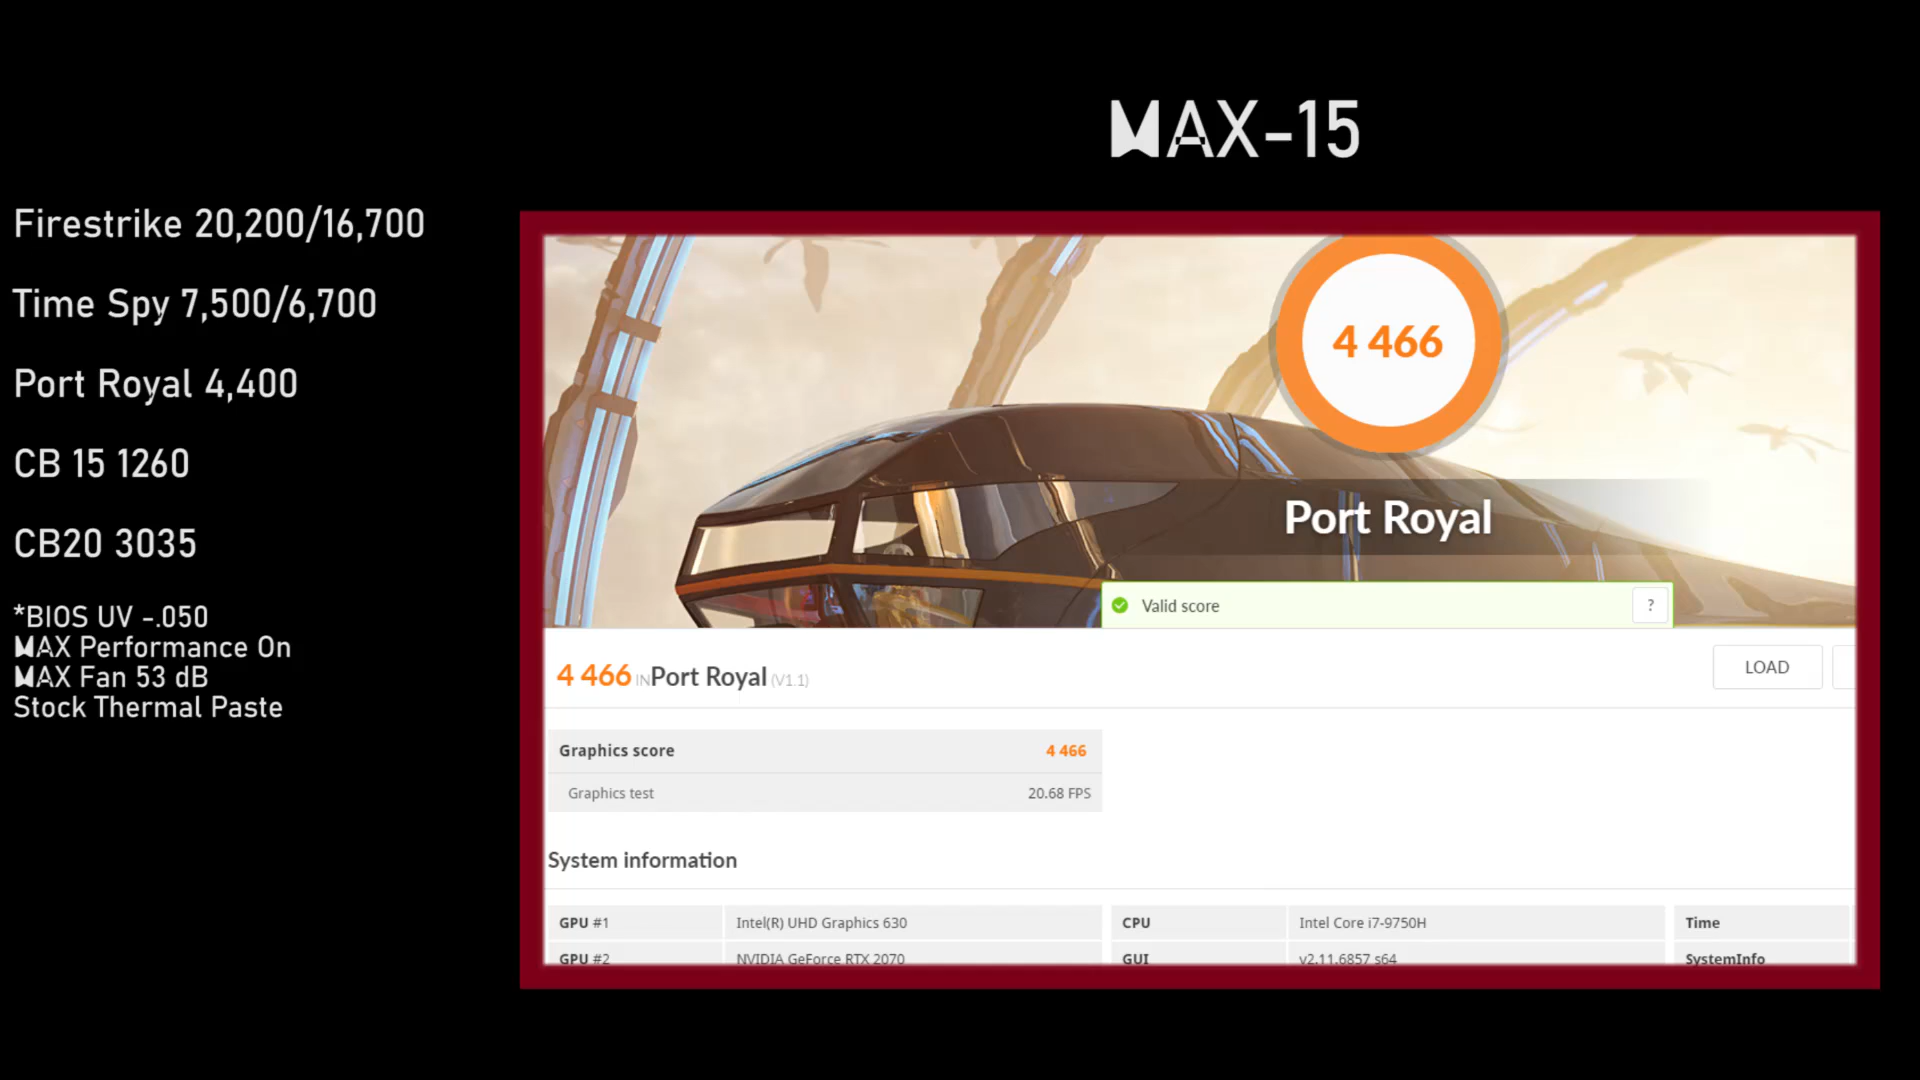 MAX-15
Firestrike 20,200/16,700
Time Spy 7,500/6,700
Port Royal 4,400
CB 15 1260
CB20 3035
*BIOS UV -.050
MAX Performance On
MAX Fan 53 dB
Stock Thermal Paste
4 466
Port Royal
Valid score ?
4 466 IN Port Royal (V1.1)
LOAD
Graphics score 4 466
Graphics test 20.68 FPS
System information
GPU #1 Intel(R) UHD Graphics 630 CPU Intel Core i7-9750H Time
GPU #2 NVIDIA GeForce RTX 2070 GUI v2.11.6857 s64 SystemInfo